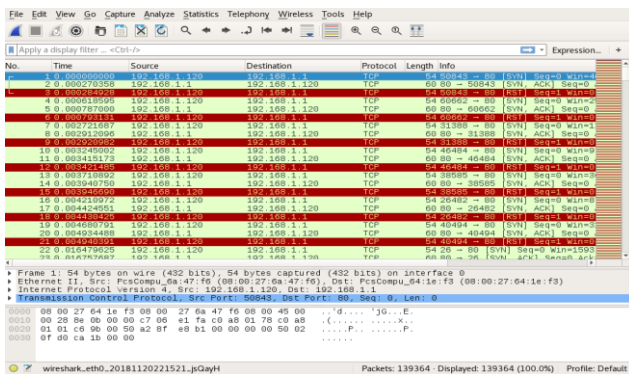 File Edit View Go Capture Analyze Statistics Telephony Wireless Tools Help
Apply a display filter ... <Ctrl-/> Expression... +
No. Time Source Destination Protocol Length Info
1 0.000000000 192.168.1.120 192.168.1.1 TCP 54 50843 → 80 [SYN] Seq=0 Win=4
2 0.000270358 192.168.1.1 192.168.1.120 TCP 60 80 → 50843 [SYN, ACK] Seq=0
3 0.000284928 192.168.1.120 192.168.1.1 TCP 54 50843 → 80 [RST] Seq=1 Win=0
4 0.000618595 192.168.1.120 192.168.1.1 TCP 54 60662 → 80 [SYN] Seq=0 Win=2
5 0.000787000 192.168.1.1 192.168.1.120 TCP 60 80 → 60662 [SYN, ACK] Seq=0
6 0.000793131 192.168.1.120 192.168.1.1 TCP 54 60662 → 80 [RST] Seq=1 Win=0
7 0.002721687 192.168.1.120 192.168.1.1 TCP 54 31388 → 80 [SYN] Seq=0 Win=1
8 0.002912896 192.168.1.1 192.168.1.120 TCP 60 80 → 31388 [SYN, ACK] Seq=0
9 0.002920982 192.168.1.120 192.168.1.1 TCP 54 31388 → 80 [RST] Seq=1 Win=0
10 0.003245002 192.168.1.120 192.168.1.1 TCP 54 46484 → 80 [SYN] Seq=0 Win=9
11 0.003415173 192.168.1.1 192.168.1.120 TCP 60 80 → 46484 [SYN, ACK] Seq=0
12 0.003421485 192.168.1.120 192.168.1.1 TCP 54 46484 → 80 [RST] Seq=1 Win=0
13 0.003710892 192.168.1.120 192.168.1.1 TCP 54 38585 → 80 [SYN] Seq=0 Win=3
14 0.003940750 192.168.1.1 192.168.1.120 TCP 60 80 → 38585 [SYN, ACK] Seq=0
15 0.003946690 192.168.1.120 192.168.1.1 TCP 54 38585 → 80 [RST] Seq=1 Win=0
16 0.004210972 192.168.1.120 192.168.1.1 TCP 54 26482 → 80 [SYN] Seq=0 Win=8
17 0.004424551 192.168.1.1 192.168.1.120 TCP 60 80 → 26482 [SYN, ACK] Seq=0
18 0.004430425 192.168.1.120 192.168.1.1 TCP 54 26482 → 80 [RST] Seq=1 Win=0
19 0.004680791 192.168.1.120 192.168.1.1 TCP 54 40494 → 80 [SYN] Seq=0 Win=3
20 0.004934488 192.168.1.1 192.168.1.120 TCP 60 80 → 40494 [SYN, ACK] Seq=0
21 0.004940391 192.168.1.120 192.168.1.1 TCP 54 40494 → 80 [RST] Seq=1 Win=0
22 0.016479625 192.168.1.120 192.168.1.1 TCP 54 26 → 80 [SYN] Seq=0 Win=1593
23 0.016757687 192.168.1.1 192.168.1.120 TCP 60 80 → 26 [SYN, ACK] Seq=0 Ack
Frame 1: 54 bytes on wire (432 bits), 54 bytes captured (432 bits) on interface 0
Ethernet II, Src: PcsCompu_6a:47:f6 (08:00:27:6a:47:f6), Dst: PcsCompu_64:1e:f3 (08:00:27:64:1e:f3)
Internet Protocol Version 4, Src: 192.168.1.120, Dst: 192.168.1.1
Transmission Control Protocol, Src Port: 50843, Dst Port: 80, Seq: 0, Len: 0
0000 08 00 27 64 1e f3 08 00 27 6a 47 f6 08 00 45 00 ..'d.... 'jG...E.
0010 00 28 8e 0b 00 00 c7 06 e1 fa c0 a8 01 78 c0 a8 .(...... .....x..
0020 01 01 c6 9b 00 50 a2 8f e8 b1 00 00 00 00 50 02 .....P.. ......P.
0030 0f d0 ca 1b 00 00 ......
wireshark_eth0_20181120221521_jsQayH Packets: 139364 · Displayed: 139364 (100.0%) Profile: Default